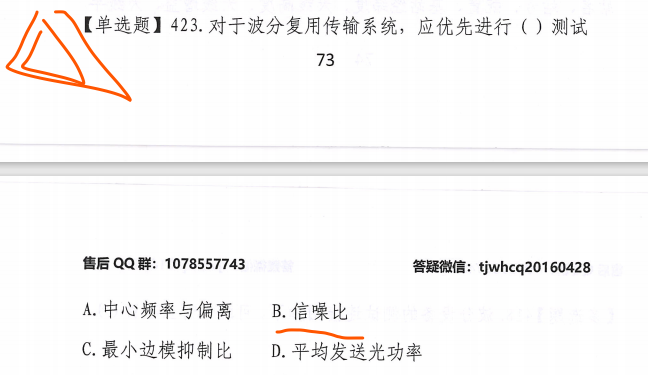 【单选题】423.对于波分复用传输系统，应优先进行（）测试
73
售后 QQ 群：1078557743 答疑微信：tjwhcq20160428
A.中心频率与偏离 B.信噪比
C.最小边模抑制比 D.平均发送光功率